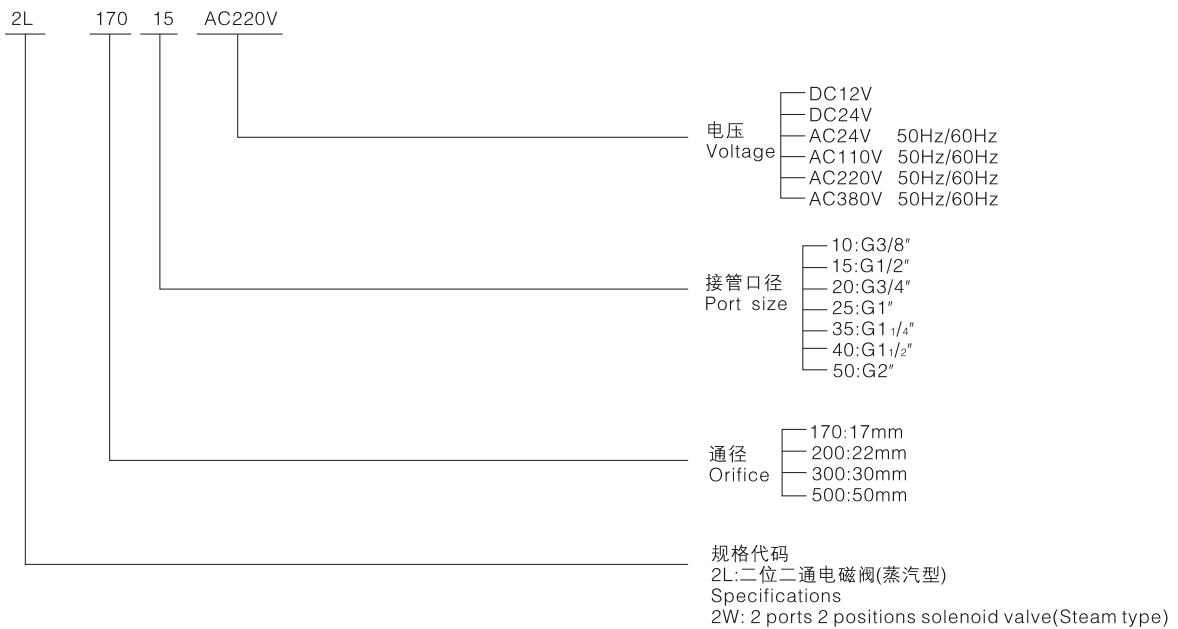 2L 170 15 AC220V
电压
Voltage
DC12V
DC24V
AC24V 50Hz/60Hz
AC110V 50Hz/60Hz
AC220V 50Hz/60Hz
AC380V 50Hz/60Hz
接管口径
Port size
10:G3/8″
15:G1/2″
20:G3/4″
25:G1″
35:G1 1/4″
40:G11/2″
50:G2″
通径
Orifice
170:17mm
200:22mm
300:30mm
500:50mm
规格代码
2L:二位二通电磁阀(蒸汽型)
Specifications
2W: 2 ports 2 positions solenoid valve(Steam type)